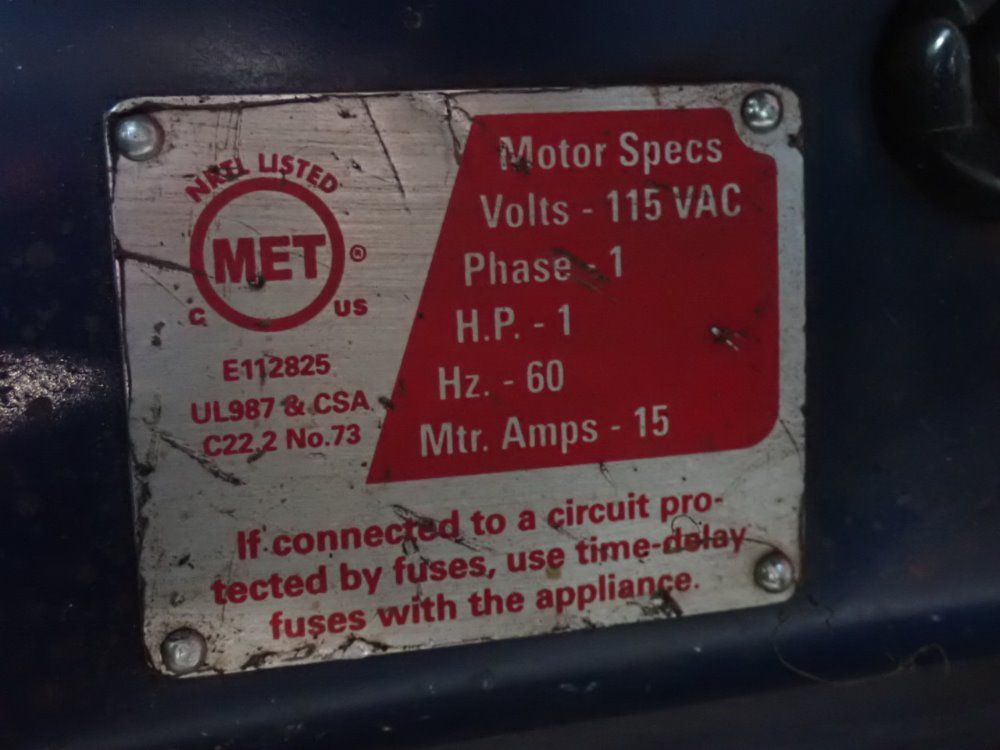 NRTL LISTED
MET ®
C US
E112825
UL987 & CSA
C22.2 No.73
Motor Specs
Volts - 115 VAC
Phase - 1
H.P. - 1
Hz. - 60
Mtr. Amps - 15
If connected to a circuit pro-
tected by fuses, use time-delay
fuses with the appliance.